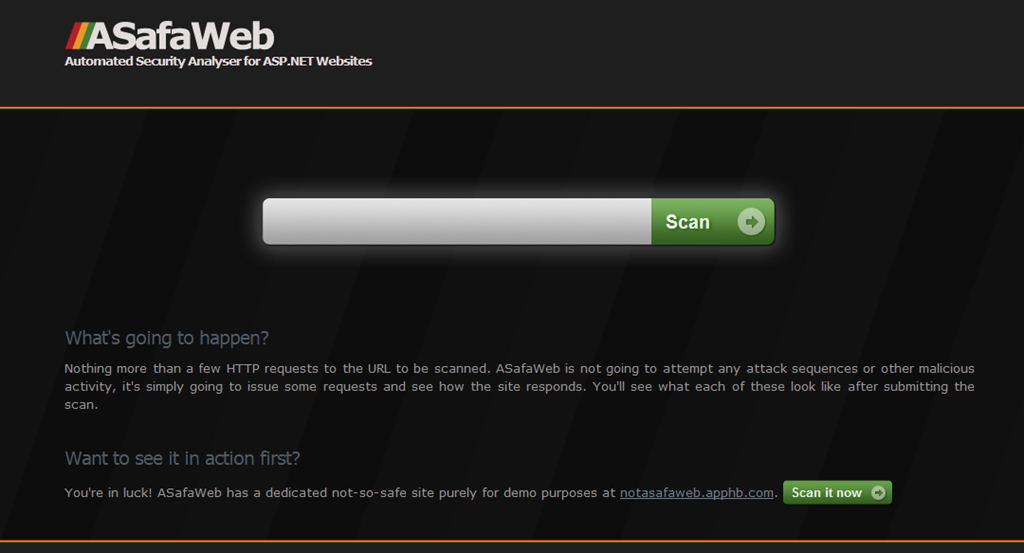 ASafaWeb
Automated Security Analyser for ASP.NET Websites
Scan
What's going to happen?
Nothing more than a few HTTP requests to the URL to be scanned. ASafaWeb is not going to attempt any attack sequences or other malicious
activity, it's simply going to issue some requests and see how the site responds. You'll see what each of these look like after submitting the
scan.
Want to see it in action first?
You're in luck! ASafaWeb has a dedicated not-so-safe site purely for demo purposes at notasafaweb.apphb.com. Scan it now